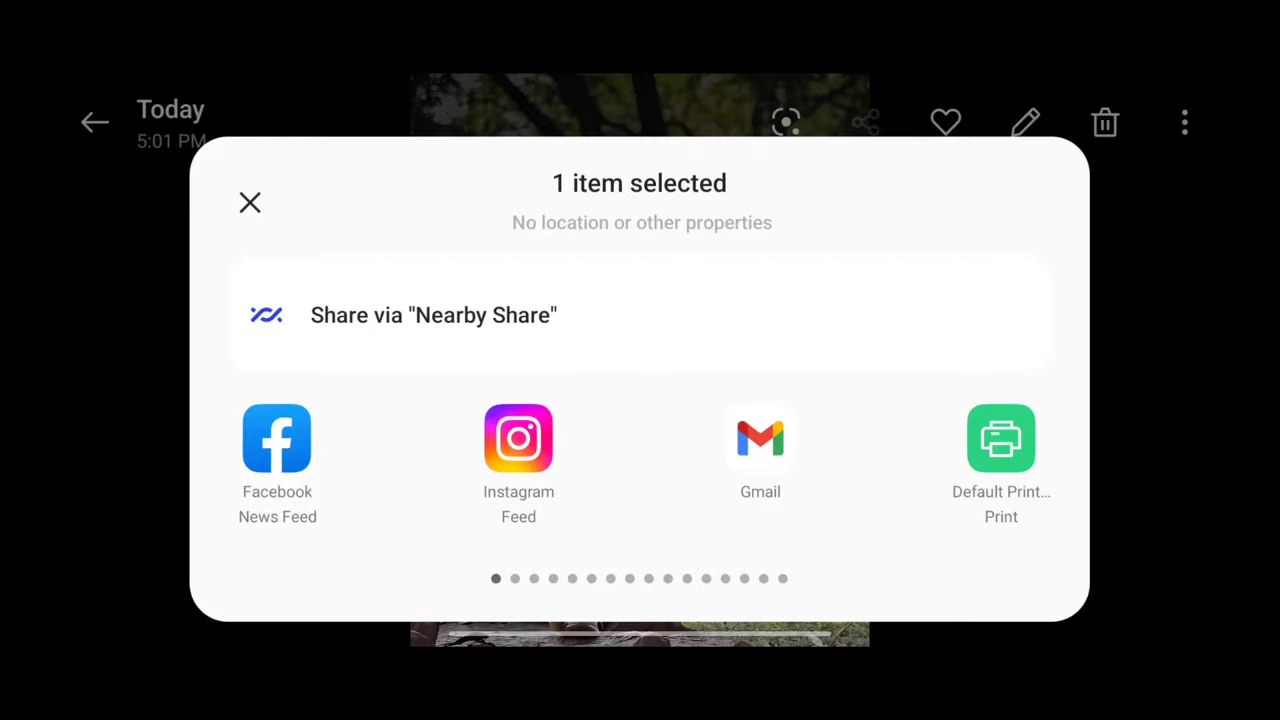 Today
5:01 PM
1 item selected
No location or other properties
Share via "Nearby Share"
Facebook
News Feed
Instagram
Feed
Gmail
Default Print...
Print